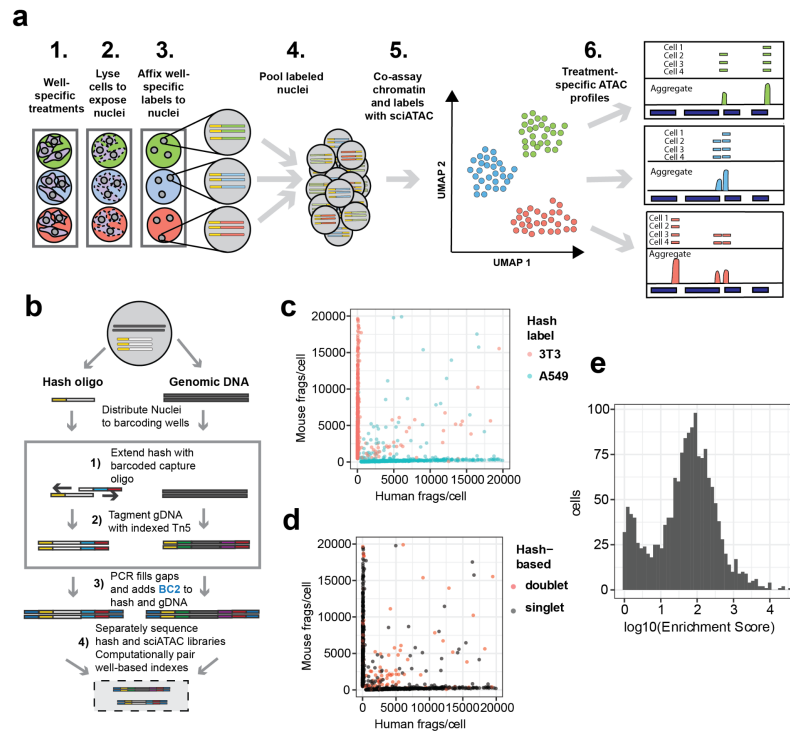 a
1.
2.
3.
4.
5.
6.
Well-
specific
treatments
Lyse
cells to
expose
nuclei
Affix well-
specific
labels to
nuclei
Pool labeled
nuclei
Co-assay
chromatin
and labels
with sciATAC
Treatment-
specific ATAC
profiles
UMAP 2
UMAP 1
Cell 1
Cell 2
Cell 3
Cell 4
Aggregate
Cell 1
Cell 2
Cell 3
Cell 4
Aggregate
Cell 1
Cell 2
Cell 3
Cell 4
Aggregate
b
Hash oligo
Genomic DNA
Distribute Nuclei
to barcoding wells
1)
Extend hash with
barcoded capture
oligo
2)
Tagment gDNA
with indexed Tn5
3)
PCR fills gaps
and adds BC2 to
hash and gDNA
4)
Separately sequence
hash and sciATAC libraries
Computationally pair
well-based indexes
c
Mouse frags/cell
20000
15000
10000
5000
0
0 5000 10000 15000 20000
Human frags/cell
Hash
label
3T3
A549
d
Mouse frags/cell
20000
15000
10000
5000
0
0 5000 10000 15000 20000
Human frags/cell
Hash−
based
doublet
singlet
e
cells
100
75
50
25
0
0 1 2 3 4
log10(Enrichment Score)